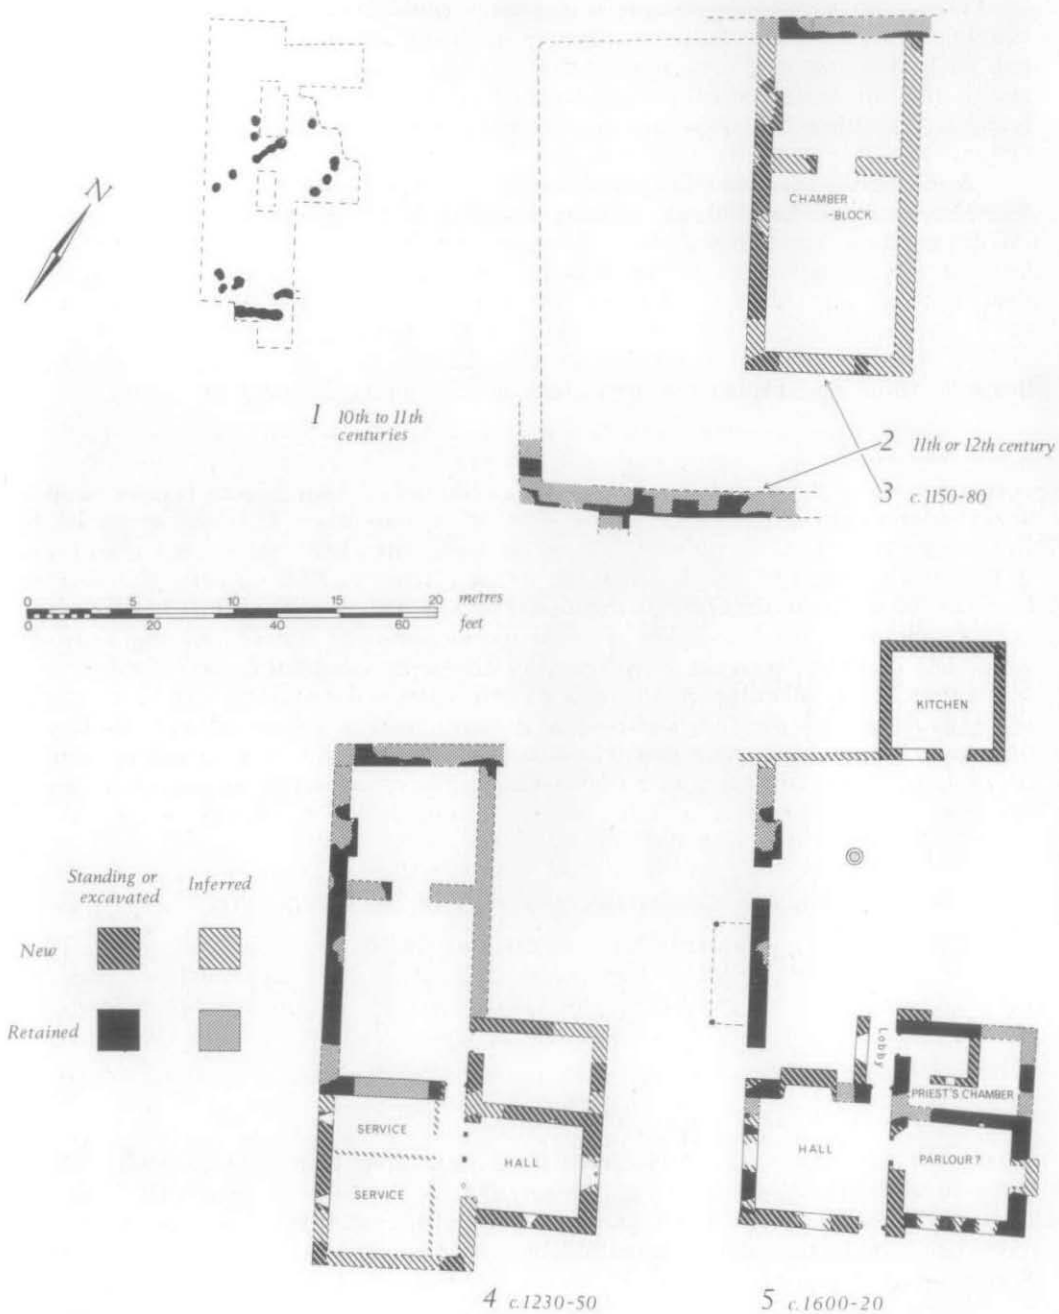 N
CHAMBER
-BLOCK
1 10th to 11th
centuries
2 11th or 12th century
3 c.1150-80
0 5 10 15 20 metres
0 20 40 60 feet
KITCHEN
Standing or
excavated
Inferred
New
Retained
SERVICE
SERVICE
HALL
Lobby
PRIEST'S CHAMBER
HALL
PARLOUR?
4 c.1230-50
5 c.1600-20